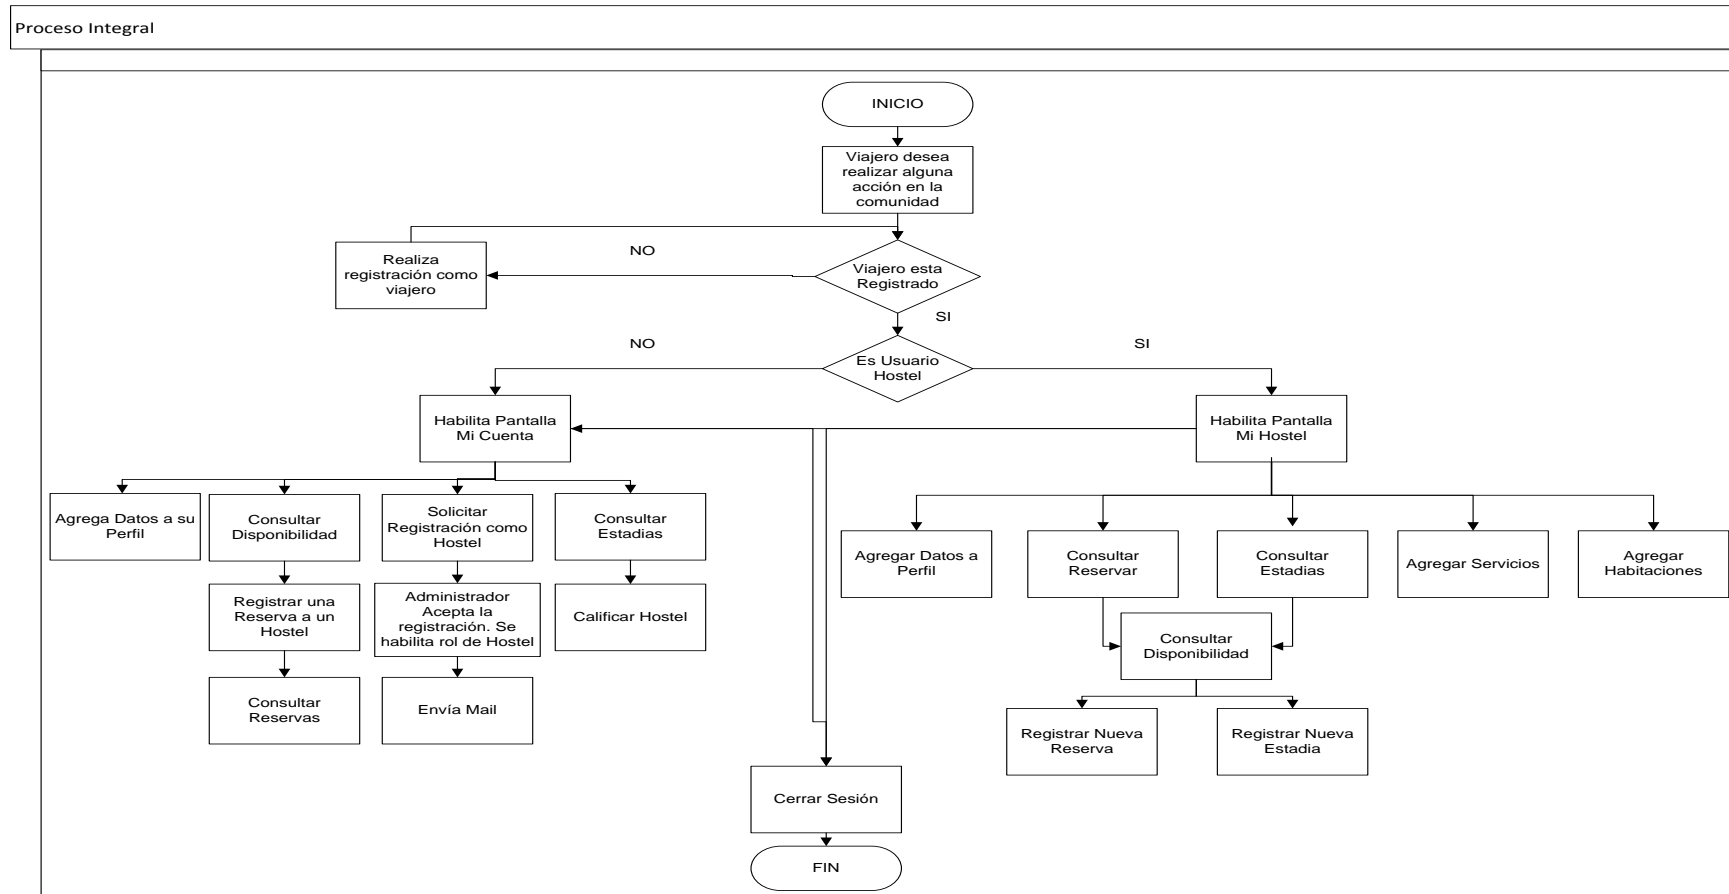 Proceso Integral
INICIO
Viajero desea
realizar alguna
acción en la
comunidad
NO
Realiza
registración como
viajero
Viajero esta
Registrado
SI
NO
Es Usuario
Hostel
SI
Habilita Pantalla
Mi Cuenta
Habilita Pantalla
Mi Hostel
Agrega Datos a su
Perfil
Consultar
Disponibilidad
Solicitar
Registración como
Hostel
Consultar
Estadias
Agregar Datos a
Perfil
Consultar
Reservar
Consultar
Estadias
Agregar Servicios
Agregar
Habitaciones
Registrar una
Reserva a un
Hostel
Administrador
Acepta la
registración. Se
habilita rol de Hostel
Calificar Hostel
Consultar
Disponibilidad
Consultar
Reservas
Envía Mail
Registrar Nueva
Reserva
Registrar Nueva
Estadia
Cerrar Sesión
FIN